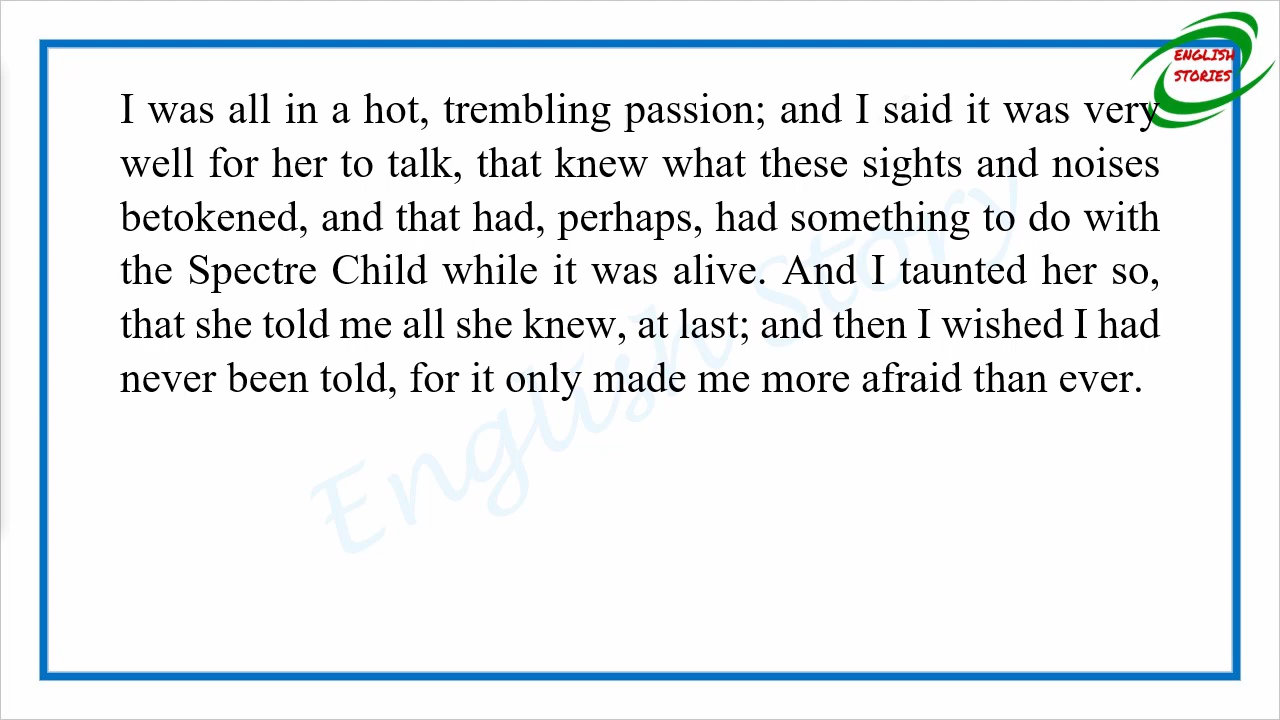 ENGLISH
STORIES
I was all in a hot, trembling passion; and I said it was very
well for her to talk, that knew what these sights and noises
betokened, and that had, perhaps, had something to do with
the Spectre Child while it was alive. And I taunted her so,
that she told me all she knew, at last; and then I wished I had
never been told, for it only made me more afraid than ever.
English Story